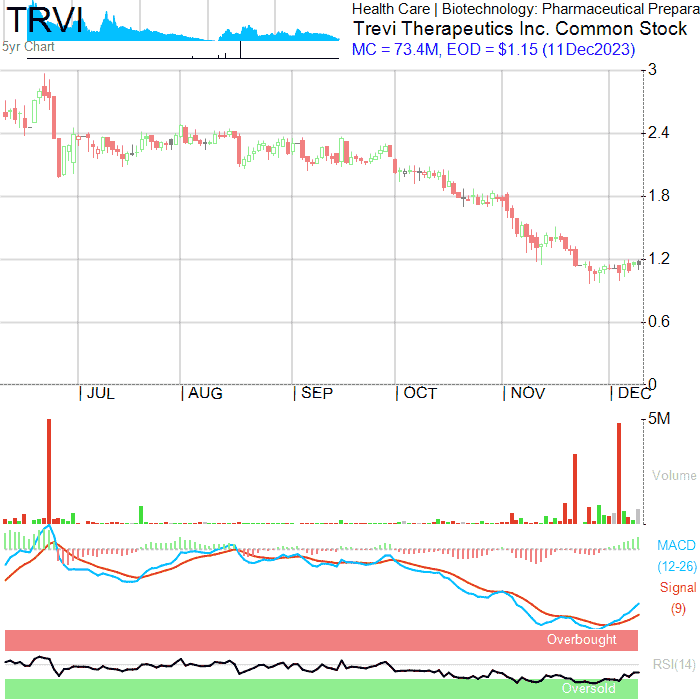 TRVI
5yr Chart
Health Care | Biotechnology: Pharmaceutical Prepara
Trevi Therapeutics Inc. Common Stock
MC = 73.4M, EOD = $1.15 (11Dec2023)
3
2.4
1.8
1.2
0.6
0
JUL
AUG
SEP
OCT
NOV
DEC
5M
Volume
MACD
(12-26)
Signal
(9)
Overbought
RSI(14)
Oversold